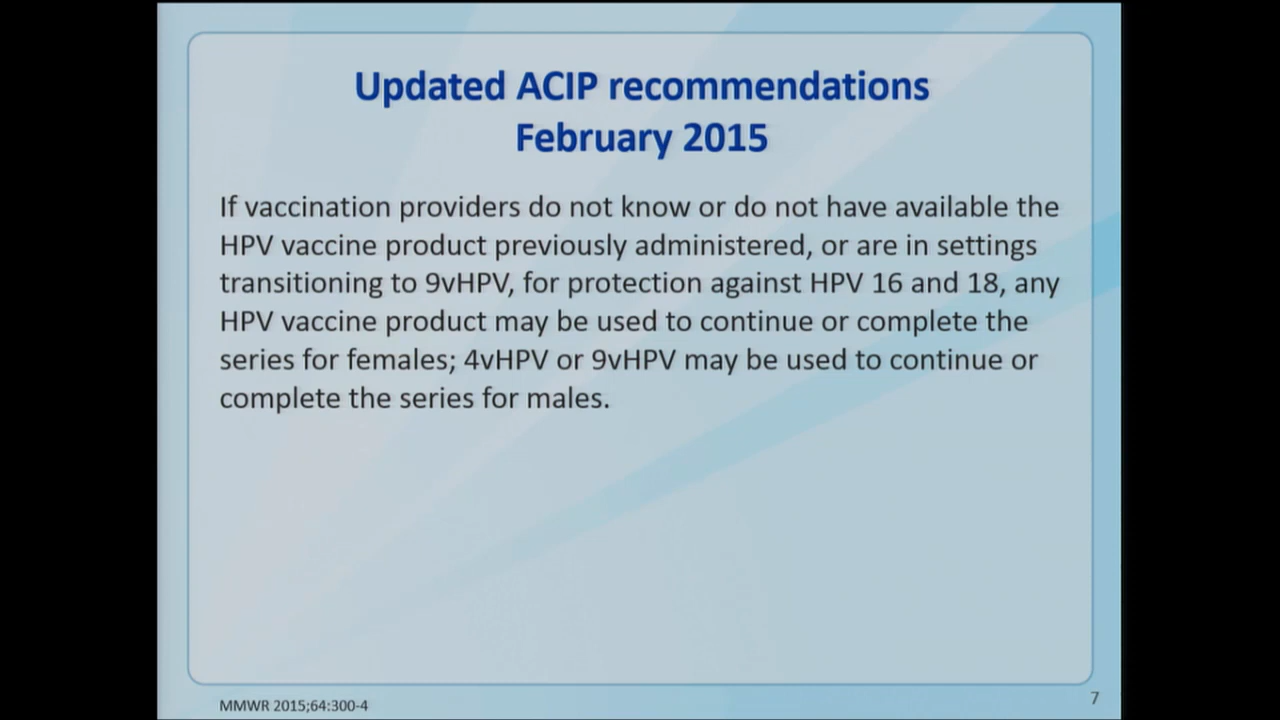 Updated ACIP recommendations
February 2015
If vaccination providers do not know or do not have available the
HPV vaccine product previously administered, or are in settings
transitioning to 9vHPV, for protection against HPV 16 and 18, any
HPV vaccine product may be used to continue or complete the
series for females; 4vHPV or 9vHPV may be used to continue or
complete the series for males.
MMWR 2015;64:300-4
7